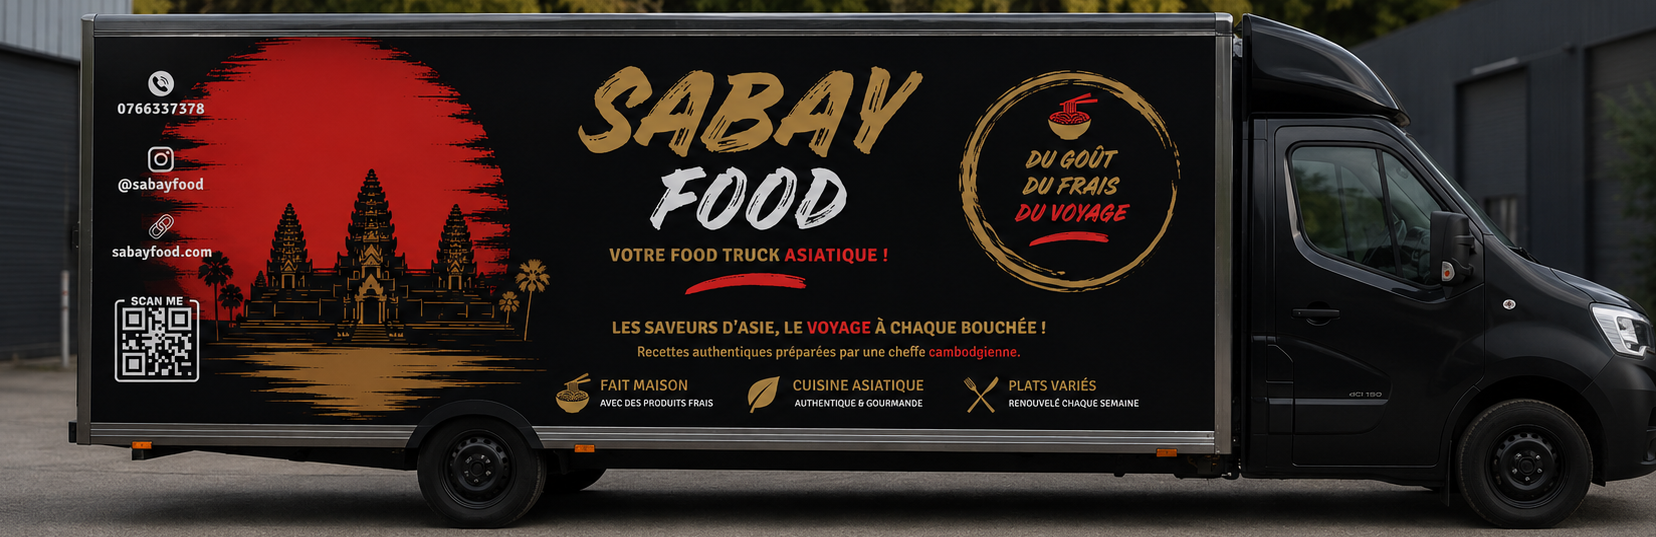 0766337378
@sabayfood
sabayfood.com
SCAN ME
SABAY
FOOD
VOTRE FOOD TRUCK ASIATIQUE !
DU GOÛT
DU FRAIS
DU VOYAGE
LES SAVEURS D'ASIE, LE VOYAGE À CHAQUE BOUCHÉE !
Recettes authentiques préparées par une cheffe cambodgienne.
FAIT MAISON
AVEC DES PRODUITS FRAIS
CUISINE ASIATIQUE
AUTHENTIQUE & GOURMANDE
PLATS VARIÉS
RENOUVELÉ CHAQUE SEMAINE
dCi 150